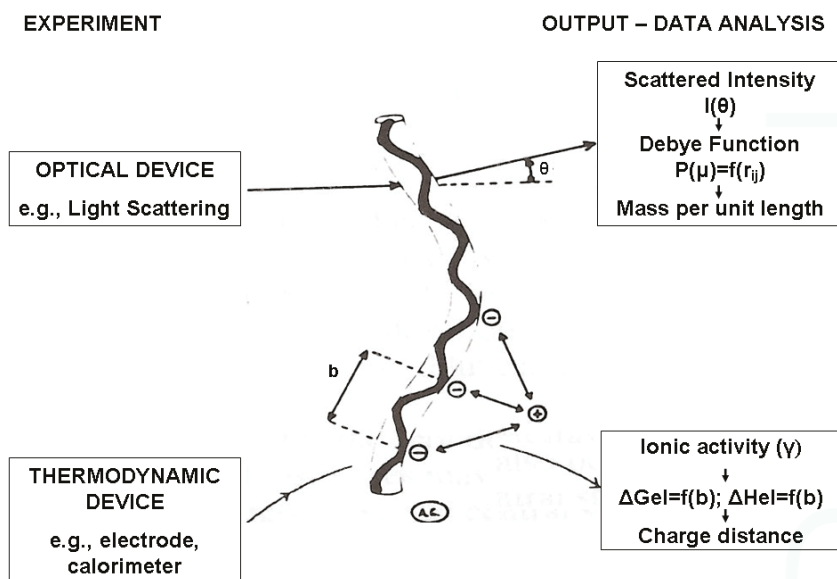 EXPERIMENT
OUTPUT – DATA ANALYSIS
Scattered Intensity
I(θ)
Debye Function
P(μ)=f(rij)
Mass per unit length
OPTICAL DEVICE
e.g., Light Scattering
θ
b
−
−
−
+
A.C.
THERMODYNAMIC
DEVICE
e.g., electrode,
calorimeter
Ionic activity (γ)
ΔGel=f(b); ΔHel=f(b)
Charge distance